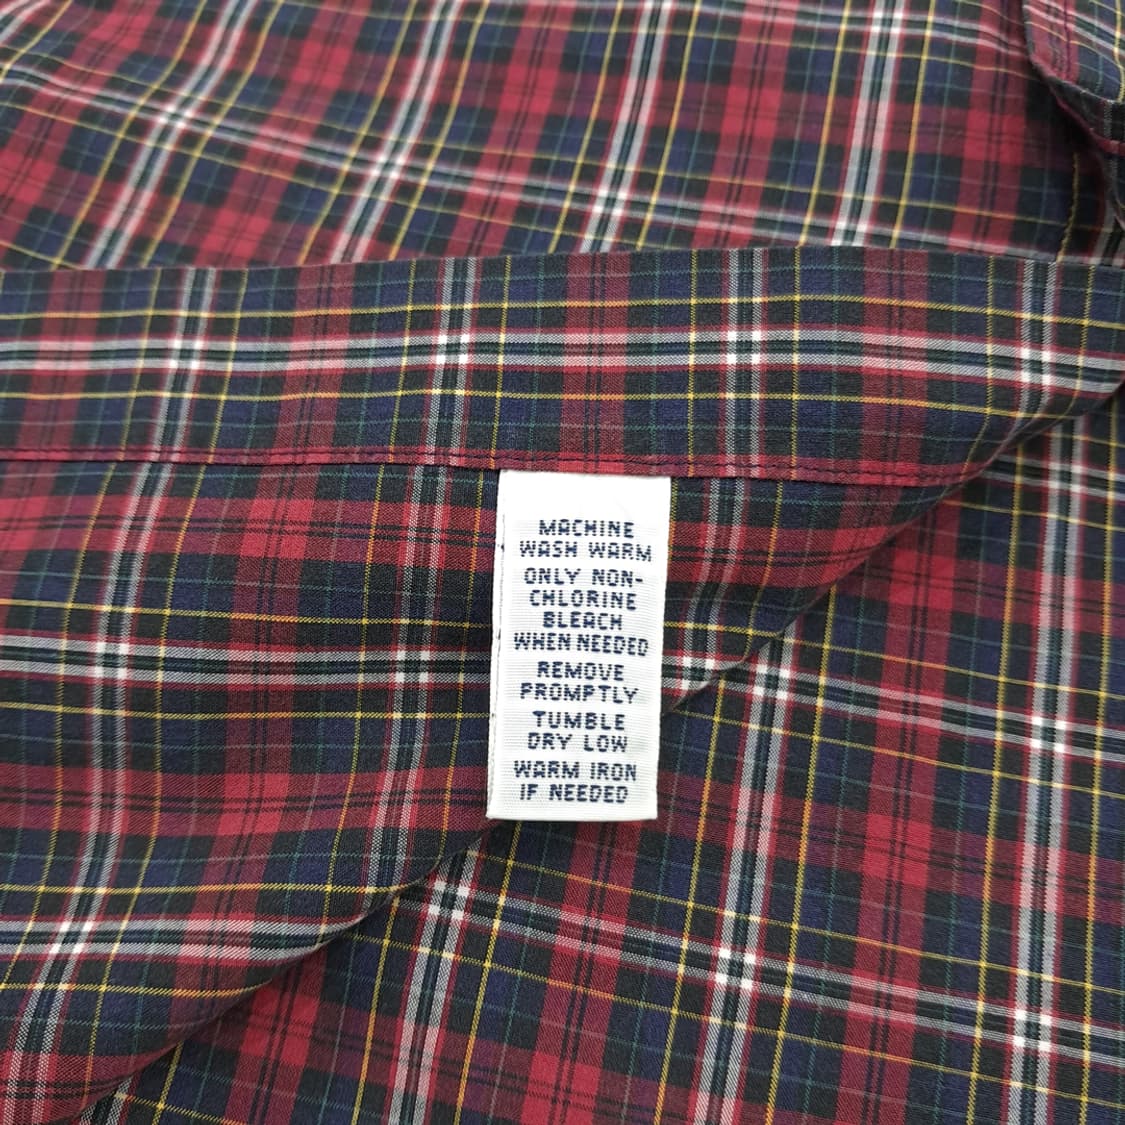 MACHINE
WASH WARM
ONLY NON-
CHLORINE
BLEACH
WHEN NEEDED
REMOVE
PROMPTLY
TUMBLE
DRY LOW
WARM IRON
IF NEEDED